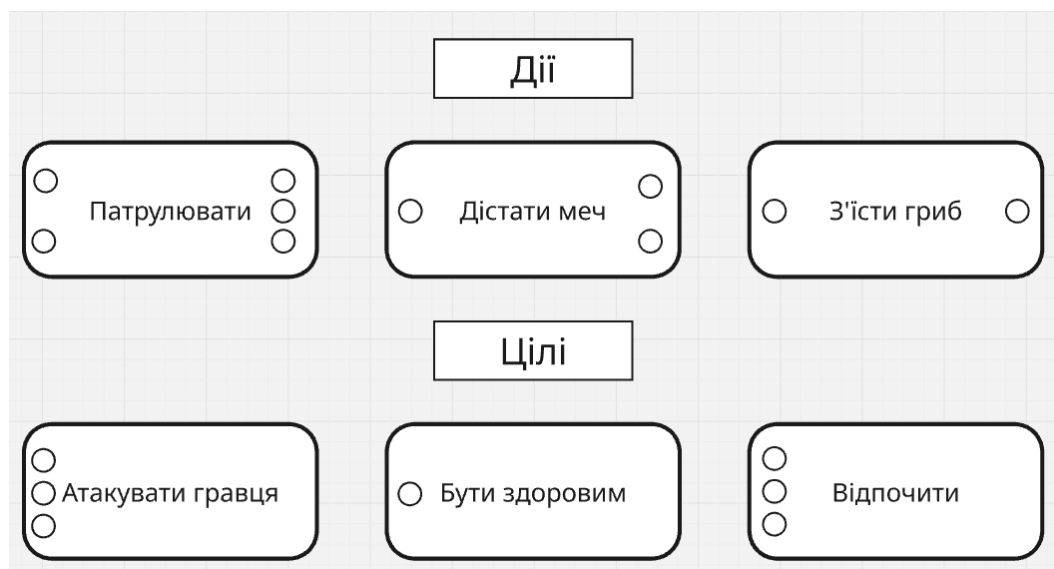 Дії
Патрулювати
Дістати меч
З'їсти гриб
Цілі
Атакувати гравця
Бути здоровим
Відпочити